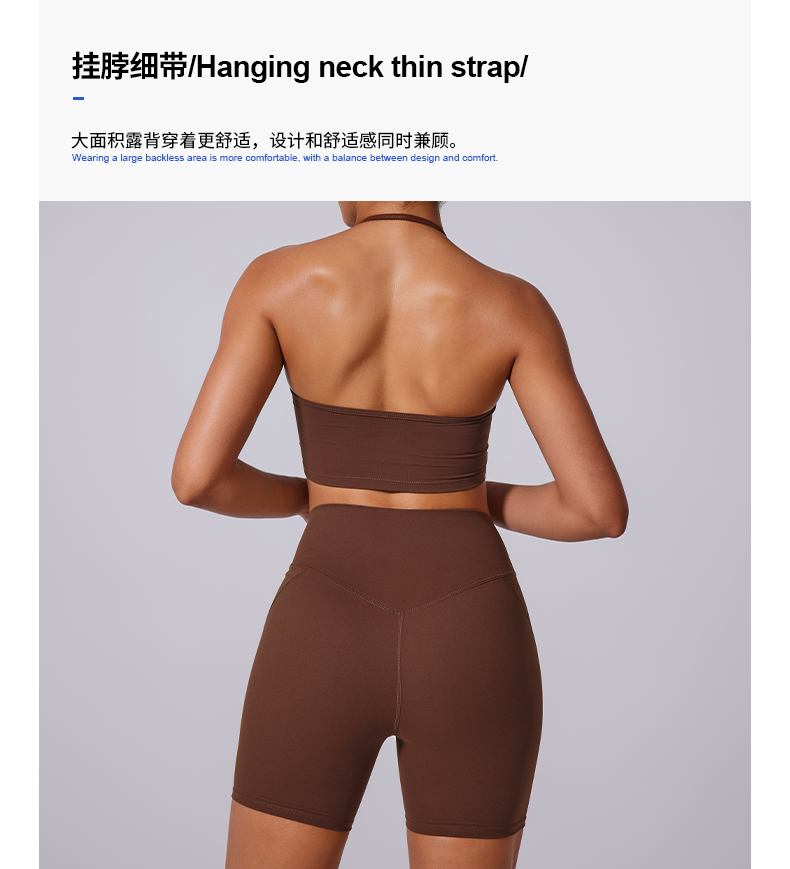 挂脖细带/Hanging neck thin strap/
大面积露背穿着更舒适，设计和舒适感同时兼顾。
Wearing a large backless area is more comfortable, with a balance between design and comfort.